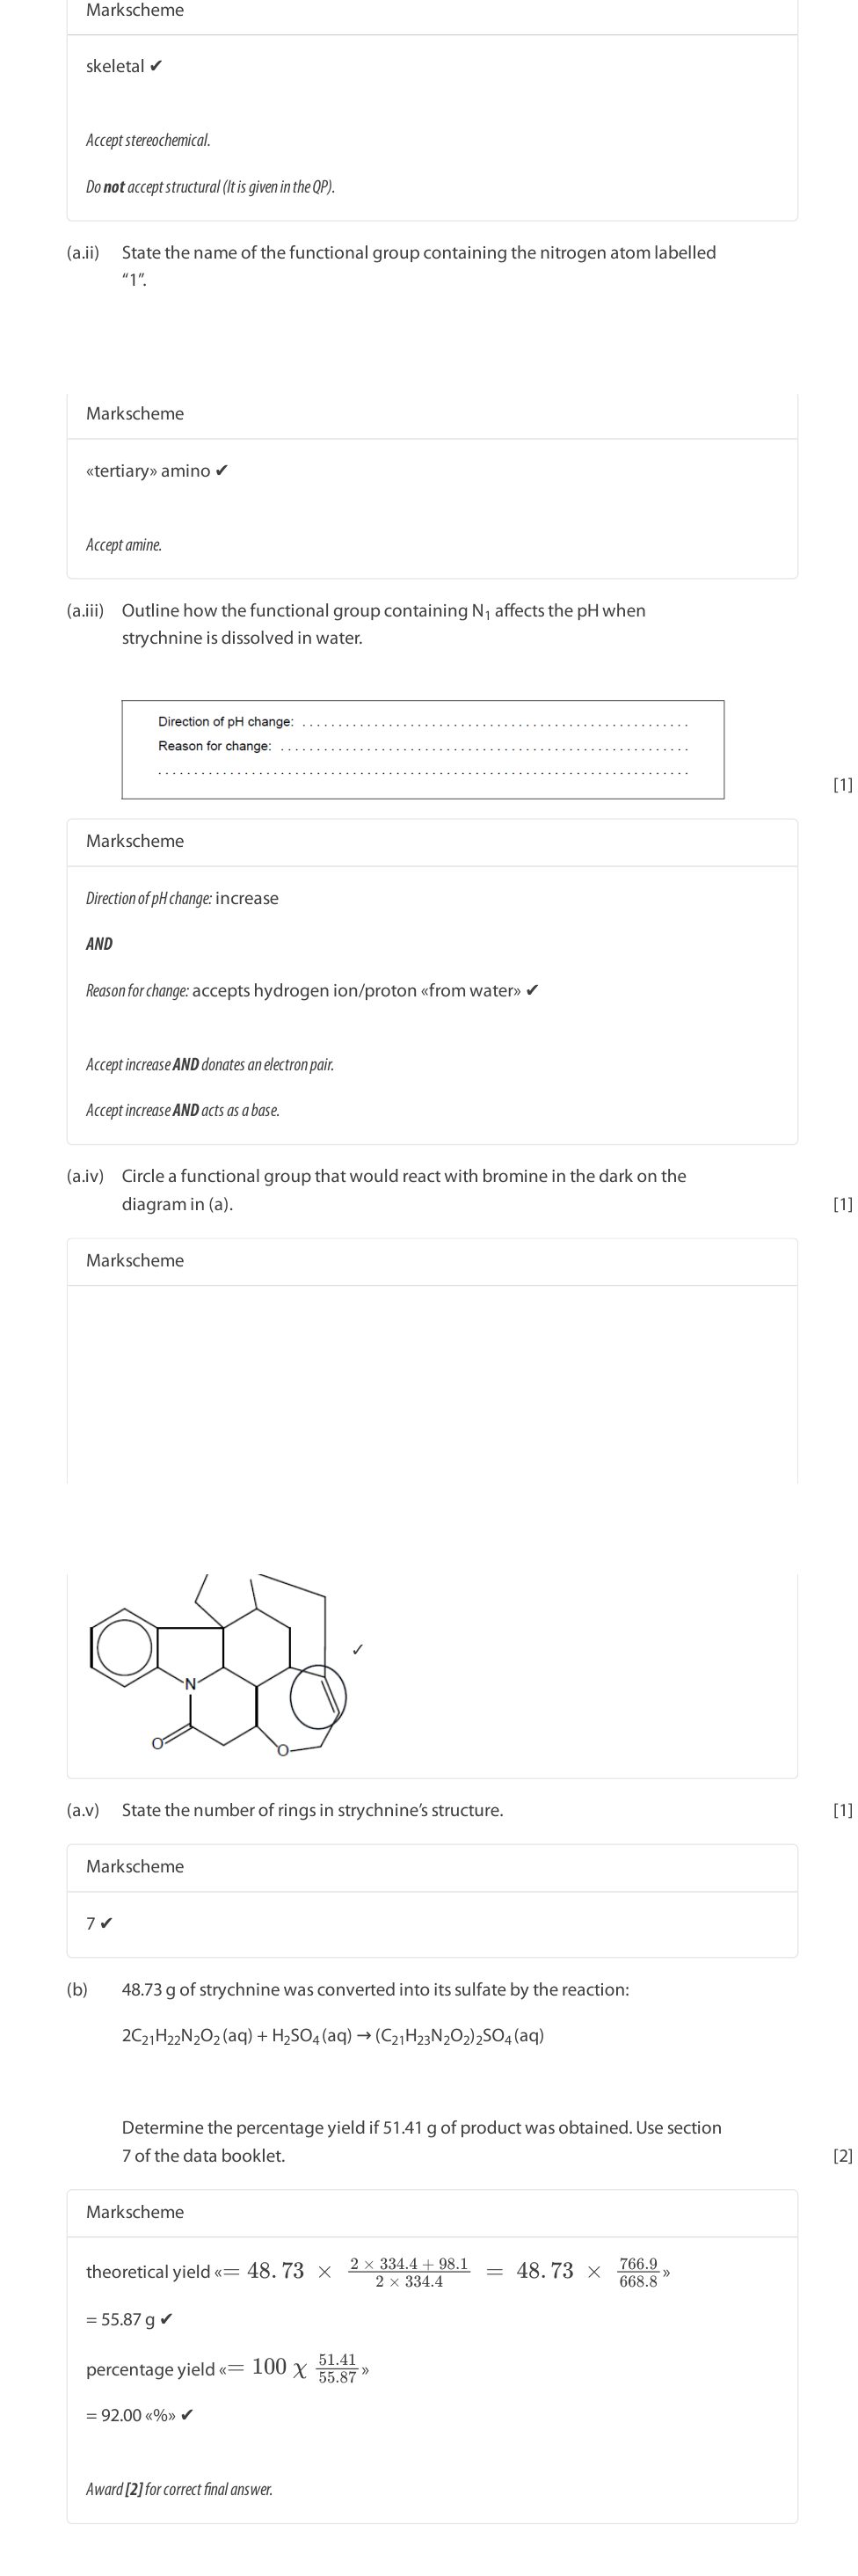 Markscheme
skeletal ✔
Accept stereochemical.
Do not accept structural (It is given in the QP).
(a.ii) State the name of the functional group containing the nitrogen atom labelled
“1”.
Markscheme
«tertiary» amino ✔
Accept amine.
(a.iii) Outline how the functional group containing N₁ affects the pH when
strychnine is dissolved in water.
Direction of pH change: ......................................................
Reason for change: .........................................................
..........................................................................
[1]
Markscheme
Direction of pH change: increase
AND
Reason for change: accepts hydrogen ion/proton «from water» ✔
Accept increase AND donates an electron pair.
Accept increase AND acts as a base.
(a.iv) Circle a functional group that would react with bromine in the dark on the
diagram in (a). [1]
Markscheme
✓
N
O
O
(a.v) State the number of rings in strychnine’s structure. [1]
Markscheme
7 ✔
(b) 48.73 g of strychnine was converted into its sulfate by the reaction:
2C₂₁H₂₂N₂O₂ (aq) + H₂SO₄ (aq) → (C₂₁H₂₃N₂O₂)₂SO₄ (aq)
Determine the percentage yield if 51.41 g of product was obtained. Use section
7 of the data booklet. [2]
Markscheme
theoretical yield «= 48. 73 × (2 × 334.4 + 98.1)/(2 × 334.4) = 48. 73 × 766.9/668.8»
= 55.87 g ✔
percentage yield «= 100 χ 51.41/55.87»
= 92.00 «%» ✔
Award [2] for correct final answer.